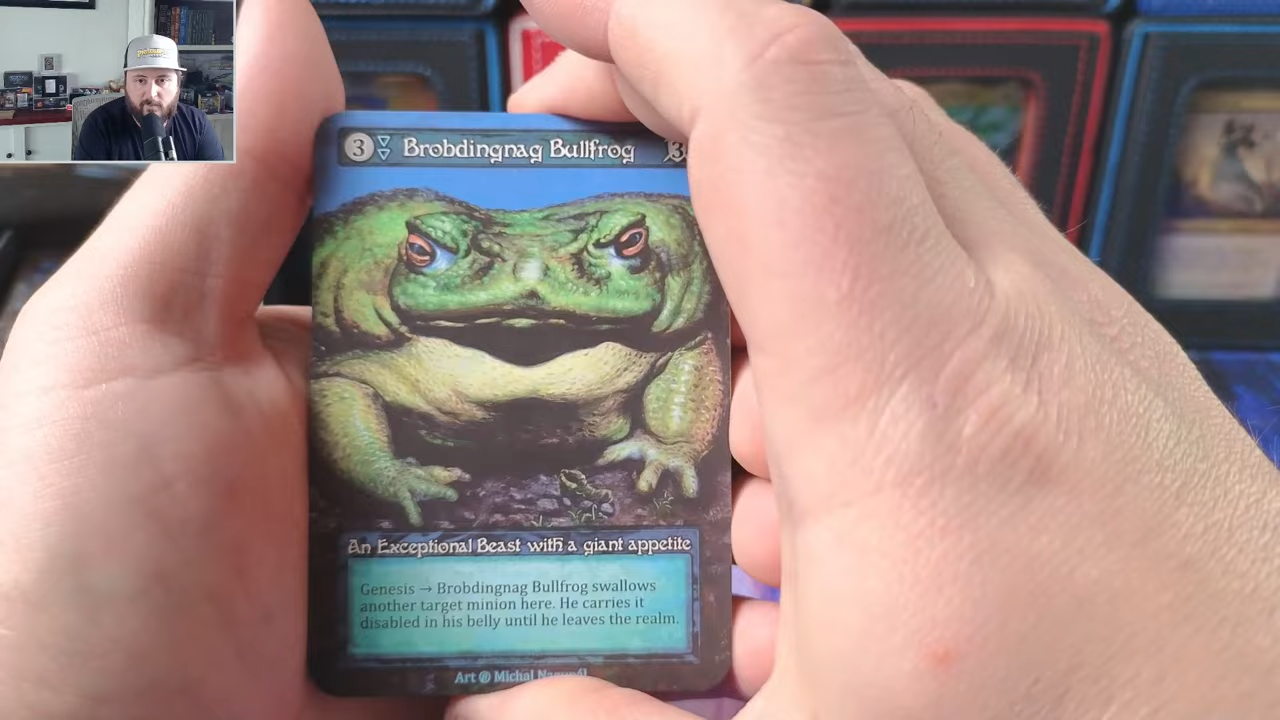 3 Brobdingnag Bullfrog 3
An Exceptional Beast with a giant appetite
Genesis → Brobdingnag Bullfrog swallows
another target minion here. He carries it
disabled in his belly until he leaves the realm.
Art @ Michal